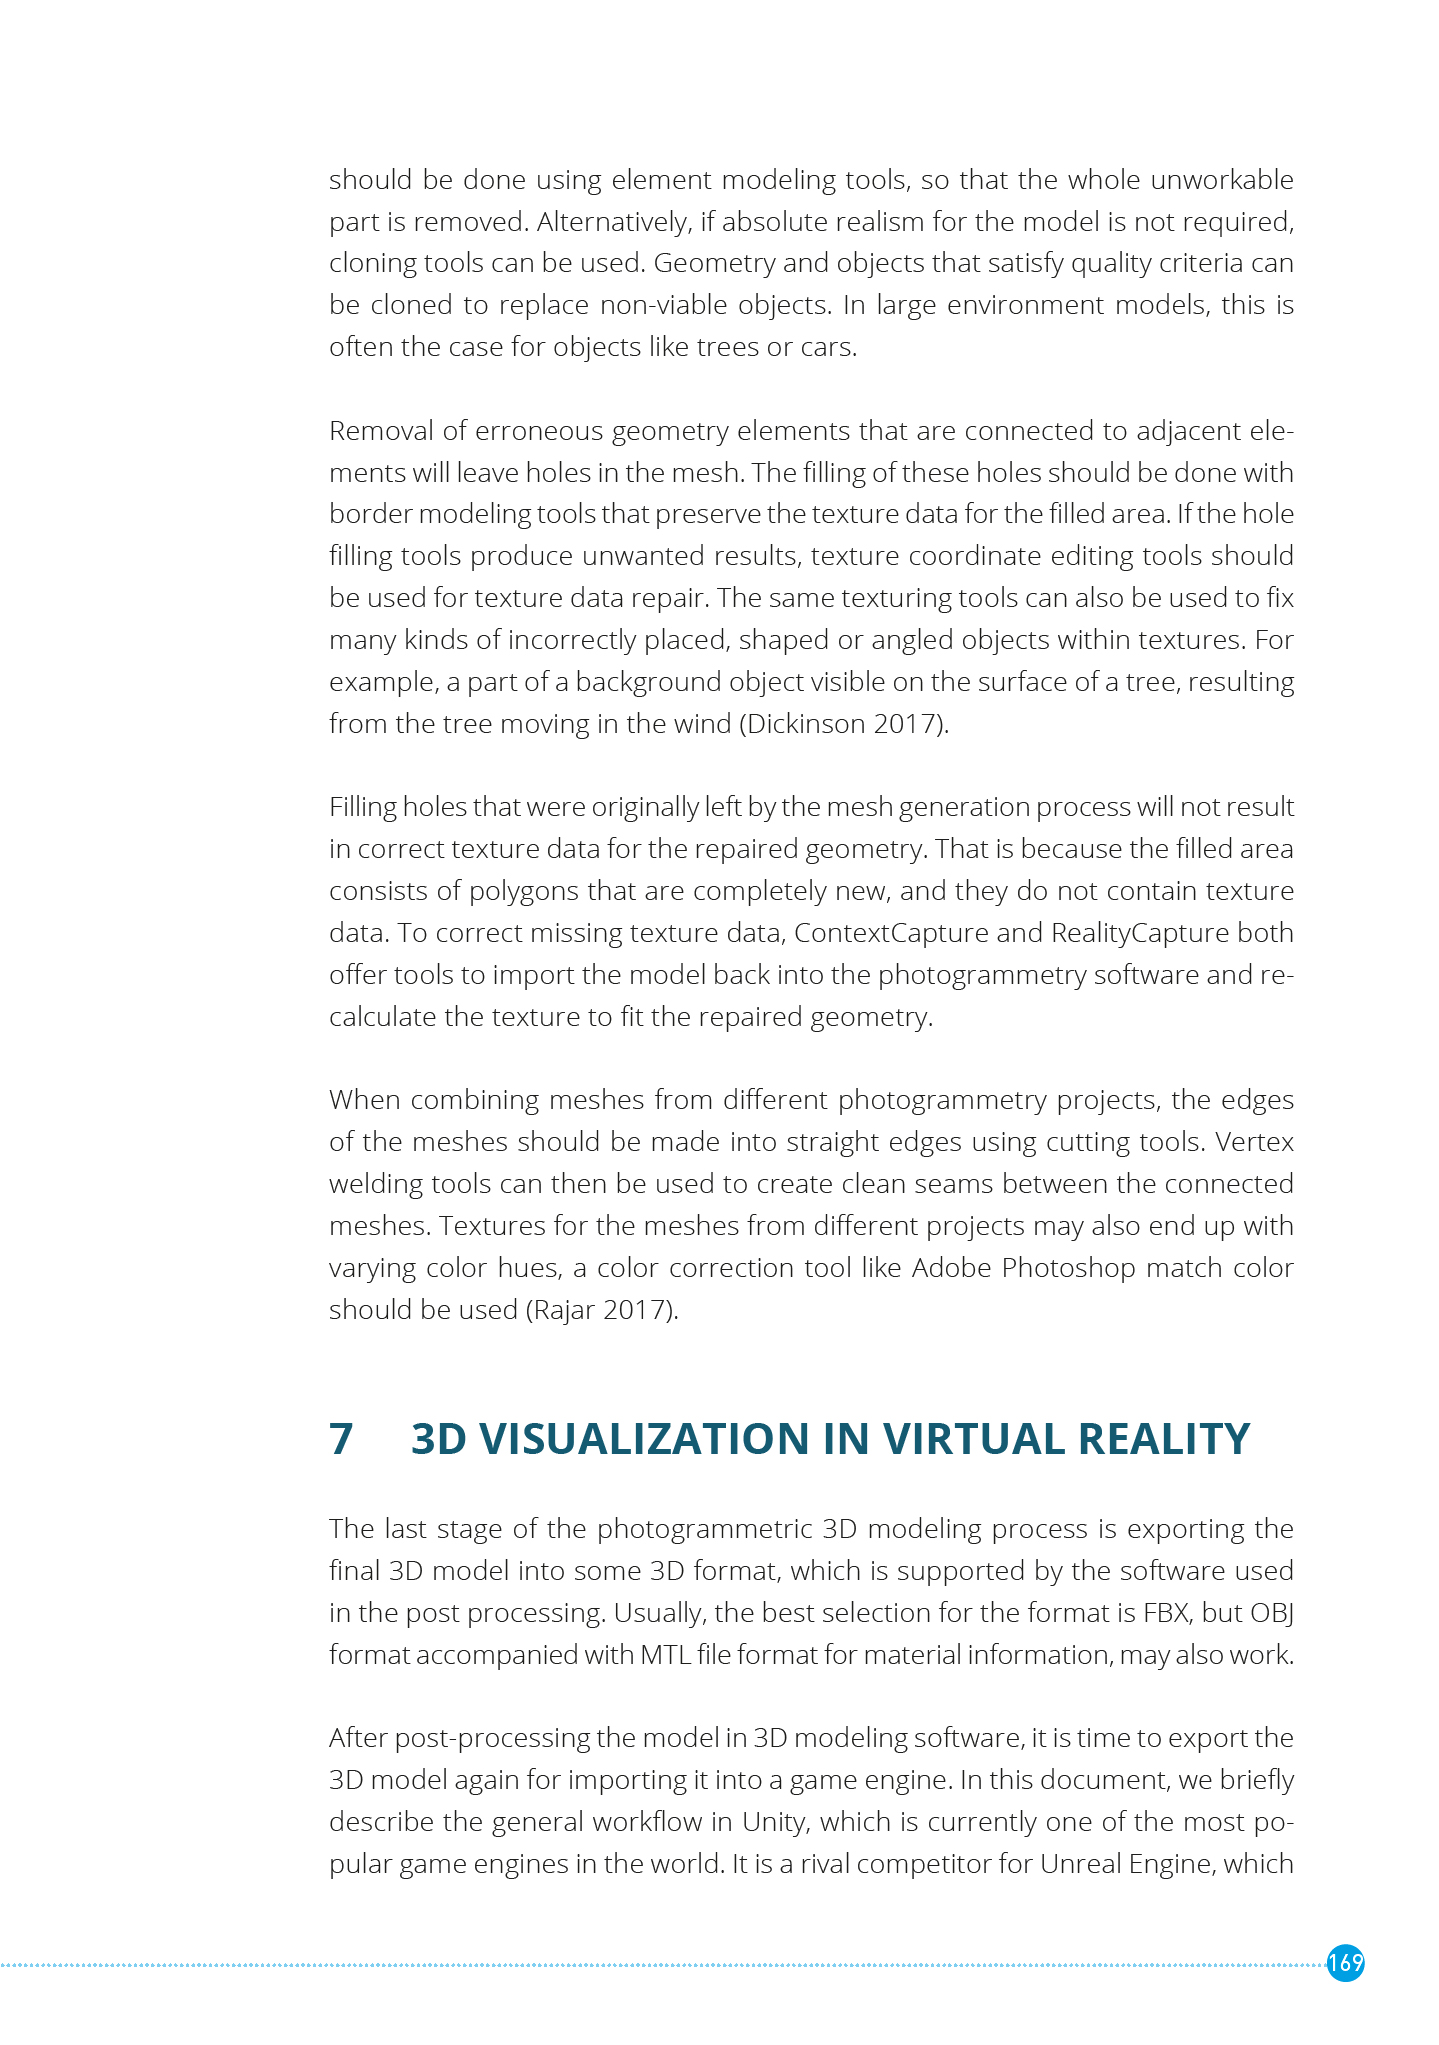 should be done using element modeling tools, so that the whole unworkable
part is removed. Alternatively, if absolute realism for the model is not required,
cloning tools can be used. Geometry and objects that satisfy quality criteria can
be cloned to replace non-viable objects. In large environment models, this is
often the case for objects like trees or cars.
Removal of erroneous geometry elements that are connected to adjacent ele-
ments will leave holes in the mesh. The filling of these holes should be done with
border modeling tools that preserve the texture data for the filled area. If the hole
filling tools produce unwanted results, texture coordinate editing tools should
be used for texture data repair. The same texturing tools can also be used to fix
many kinds of incorrectly placed, shaped or angled objects within textures. For
example, a part of a background object visible on the surface of a tree, resulting
from the tree moving in the wind (Dickinson 2017).
Filling holes that were originally left by the mesh generation process will not result
in correct texture data for the repaired geometry. That is because the filled area
consists of polygons that are completely new, and they do not contain texture
data. To correct missing texture data, ContextCapture and RealityCapture both
offer tools to import the model back into the photogrammetry software and re-
calculate the texture to fit the repaired geometry.
When combining meshes from different photogrammetry projects, the edges
of the meshes should be made into straight edges using cutting tools. Vertex
welding tools can then be used to create clean seams between the connected
meshes. Textures for the meshes from different projects may also end up with
varying color hues, a color correction tool like Adobe Photoshop match color
should be used (Rajar 2017).
7 3D VISUALIZATION IN VIRTUAL REALITY
The last stage of the photogrammetric 3D modeling process is exporting the
final 3D model into some 3D format, which is supported by the software used
in the post processing. Usually, the best selection for the format is FBX, but OBJ
format accompanied with MTL file format for material information, may also work.
After post-processing the model in 3D modeling software, it is time to export the
3D model again for importing it into a game engine. In this document, we briefly
describe the general workflow in Unity, which is currently one of the most po-
pular game engines in the world. It is a rival competitor for Unreal Engine, which
169